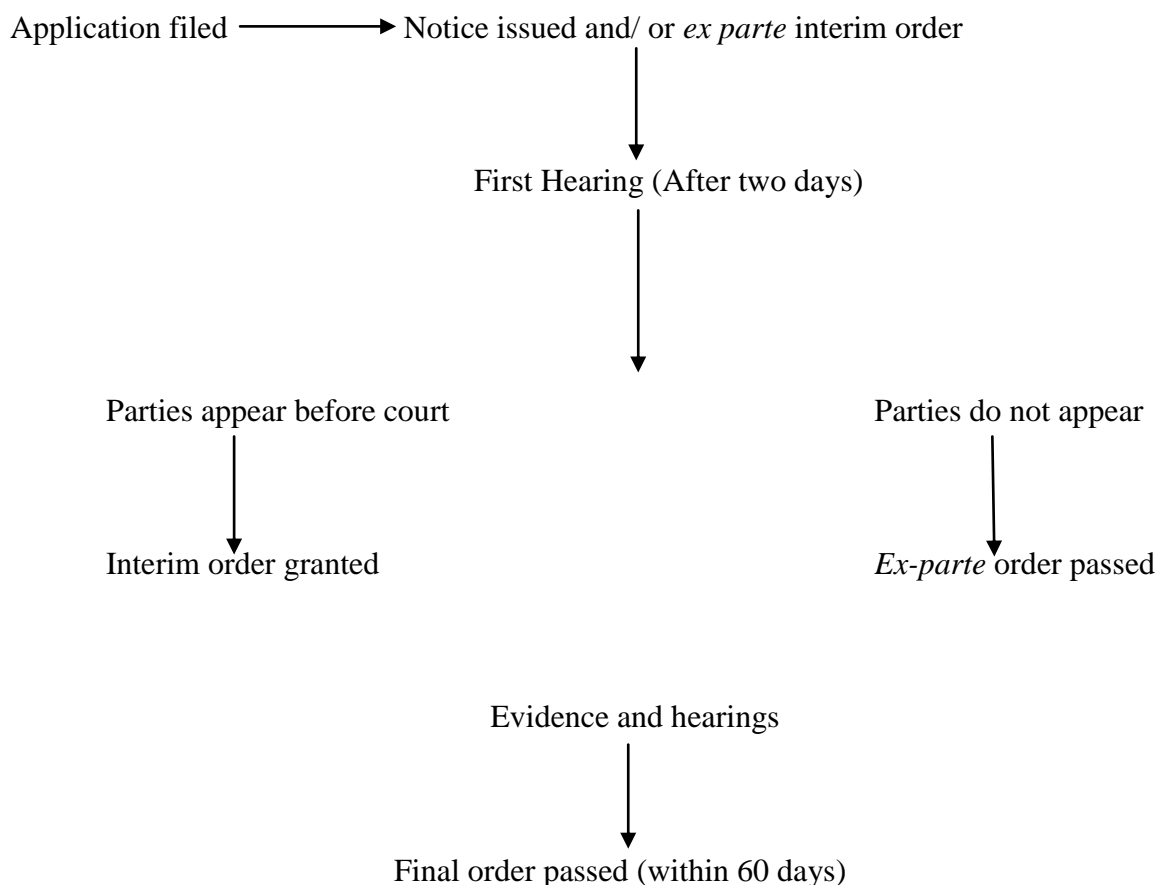 Application filed Notice issued and/ or ex parte interim order
First Hearing (After two days)
Parties appear before court Parties do not appear
Interim order granted Ex-parte order passed
Evidence and hearings
Final order passed (within 60 days)